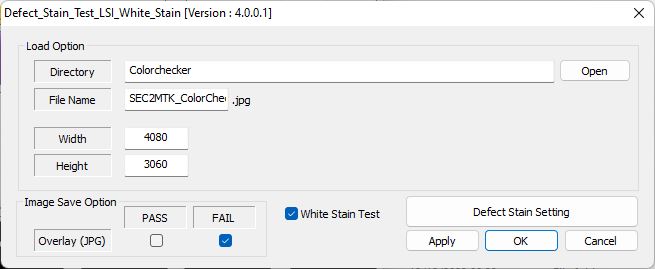 Defect_Stain_Test_LSI_White_Stain [Version : 4.0.0.1]
Load Option
Directory Colorchecker Open
File Name SEC2MTK_ColorChe .jpg
Width 4080
Height 3060
Image Save Option
PASS FAIL
Overlay (JPG)
White Stain Test
Defect Stain Setting
Apply OK Cancel